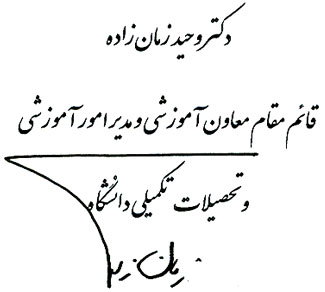 دکتر وحید زمان زاده
قائم مقام معاون آموزشی و مدیر امور آموزشی
و تحصیلات تکمیلی دانشگاه